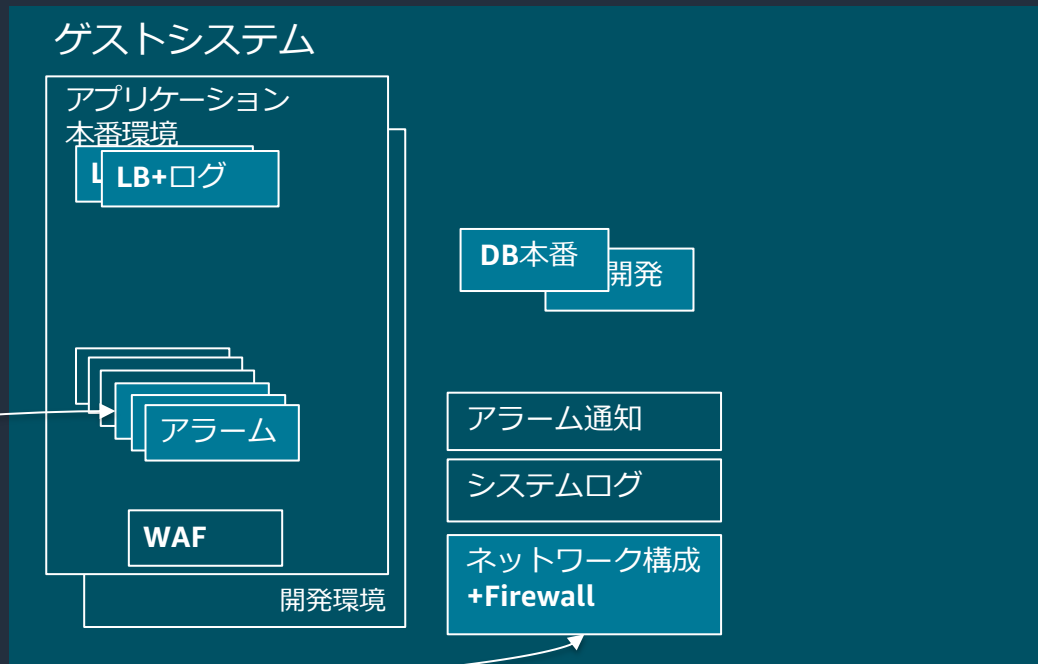 ゲストシステム
アプリケーション
本番環境
L
LB+ログ
DB本番
開発
アラーム
アラーム通知
システムログ
WAF
ネットワーク構成
+Firewall
開発環境